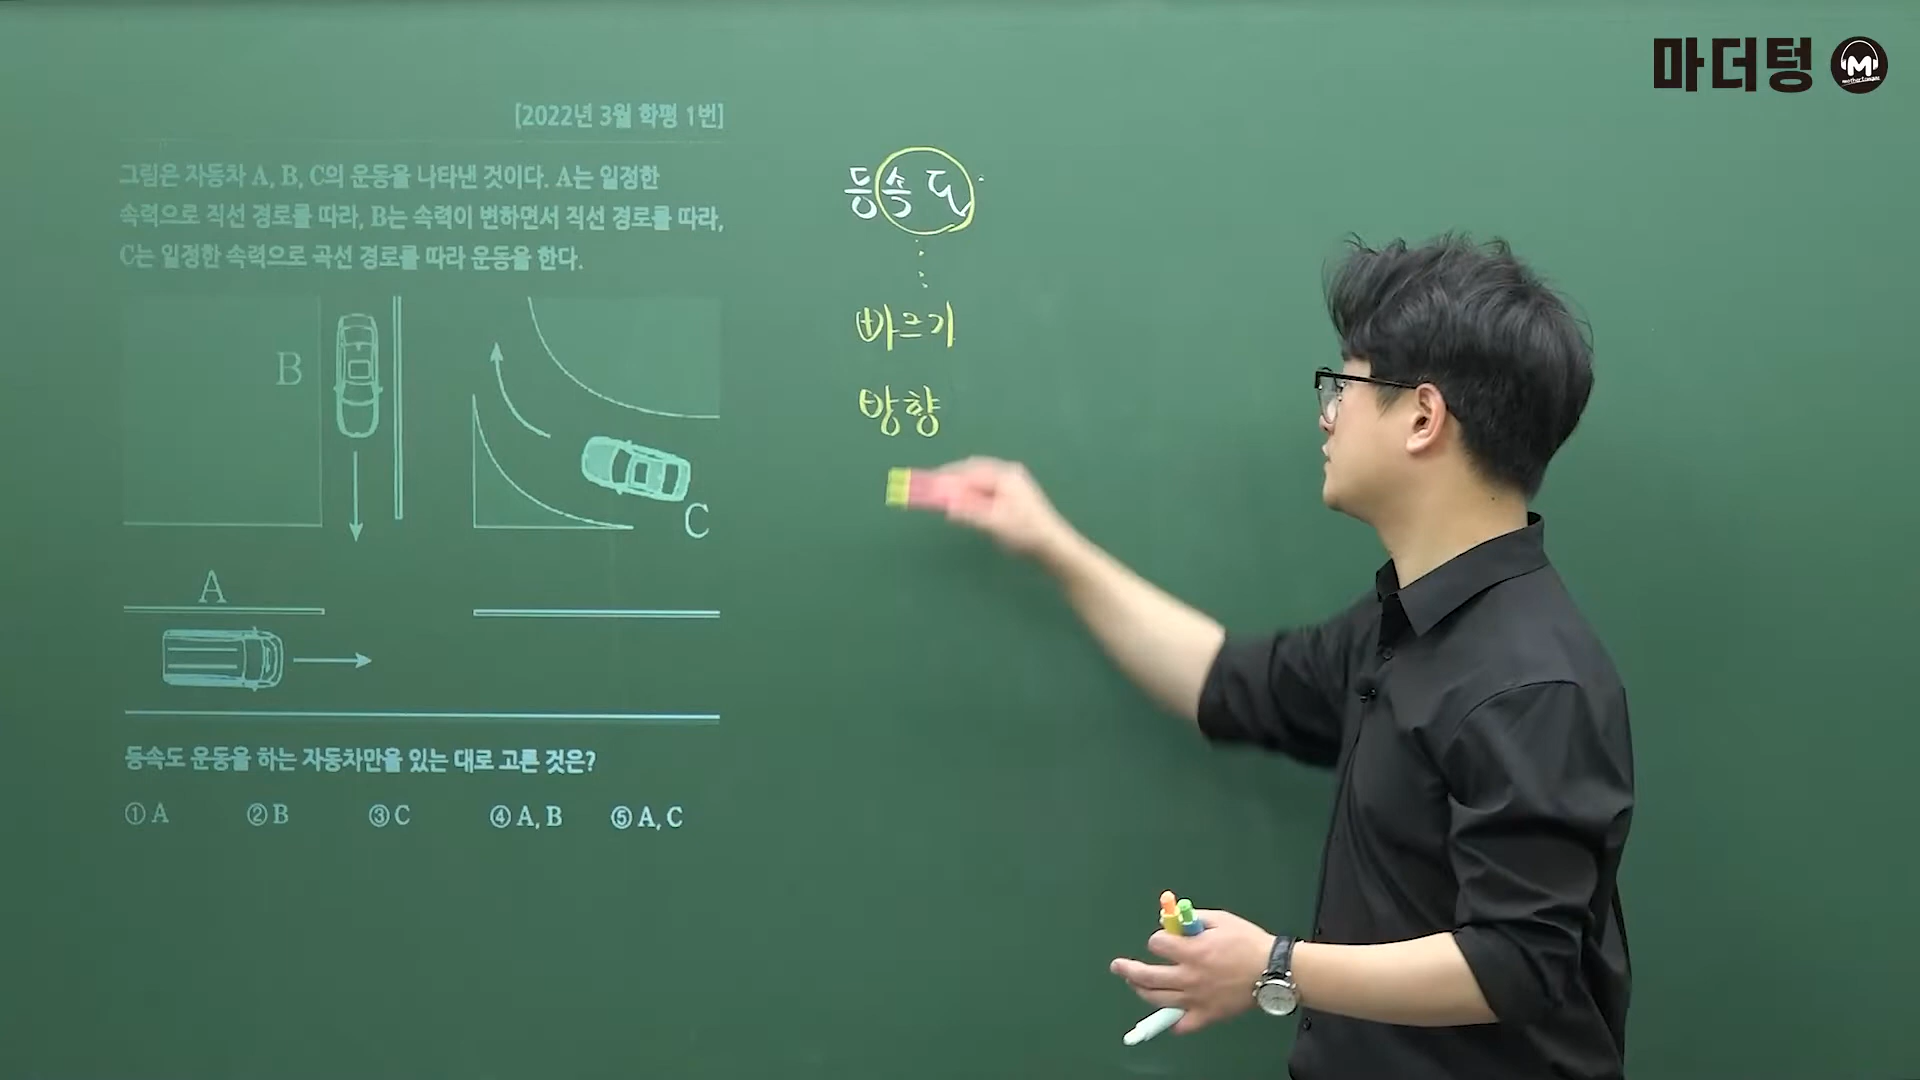 마더텅 M
[2022년 3월 학평 1번]
그림은 자동차 A, B, C의 운동을 나타낸 것이다. A는 일정한
속력으로 직선 경로를 따라, B는 속력이 변하면서 직선 경로를 따라,
C는 일정한 속력으로 곡선 경로를 따라 운동을 한다.
B
C
A
등속도 운동을 하는 자동차만을 있는 대로 고른 것은?
① A ② B ③ C ④ A, B ⑤ A, C
등속도
빠르기
방향